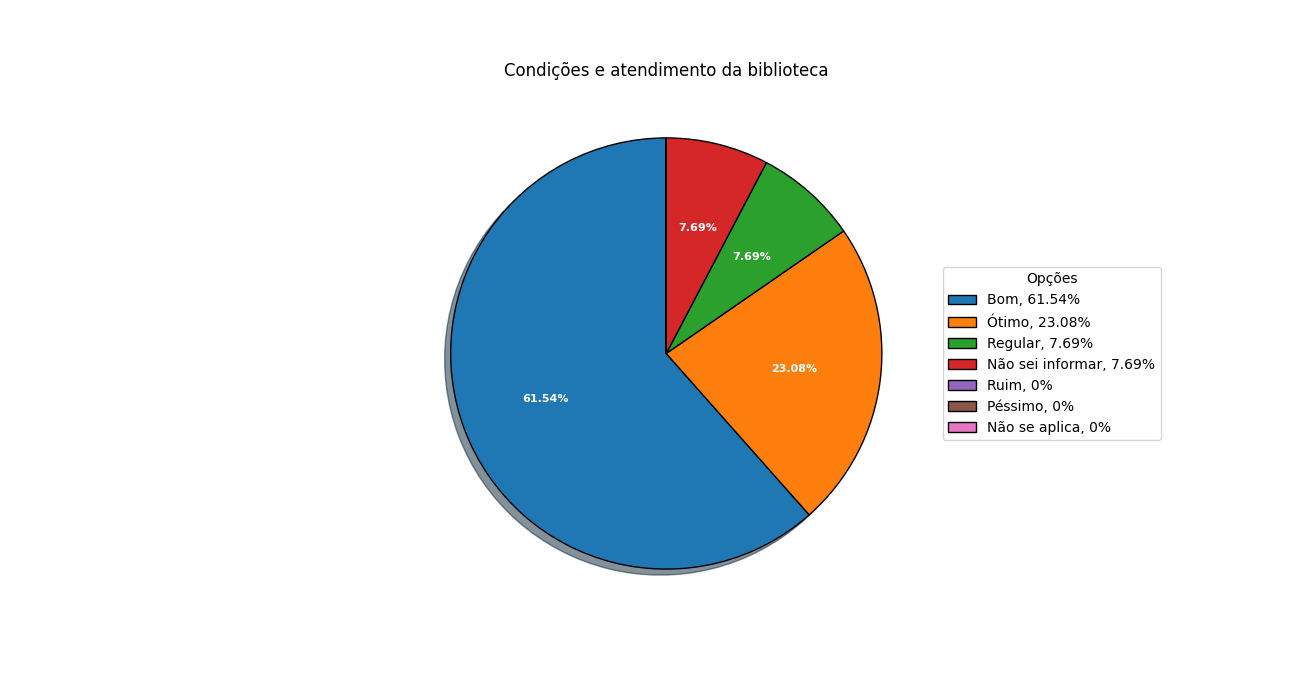 Condições e atendimento da biblioteca
7.69%
7.69%
23.08%
61.54%
Opções
Bom, 61.54%
Ótimo, 23.08%
Regular, 7.69%
Não sei informar, 7.69%
Ruim, 0%
Péssimo, 0%
Não se aplica, 0%